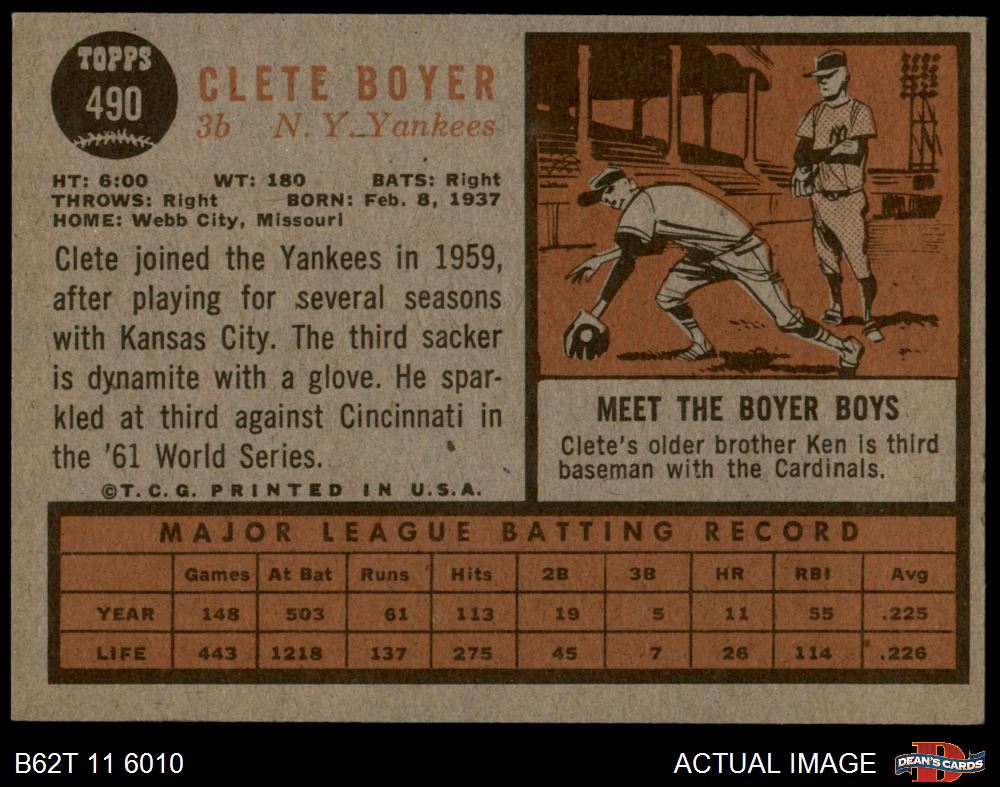 TOPPS
490
CLETE BOYER
3b N. Y. Yankees
HT: 6:00 WT: 180 BATS: Right
THROWS: Right BORN: Feb. 8, 1937
HOME: Webb City, Missouri
Clete joined the Yankees in 1959,
after playing for several seasons
with Kansas City. The third sacker
is dynamite with a glove. He spar-
kled at third against Cincinnati in
the '61 World Series.
©T. C. G. PRINTED IN U.S.A.
NY
MEET THE BOYER BOYS
Clete's older brother Ken is third
baseman with the Cardinals.
MAJOR LEAGUE BATTING RECORD
Games At Bat Runs Hits 2B 3B HR RBI Avg
YEAR 148 503 61 113 19 5 11 55 .225
LIFE 443 1218 137 275 45 7 26 114 .226
B62T 11 6010 ACTUAL IMAGE
D
DEAN'S CARDS